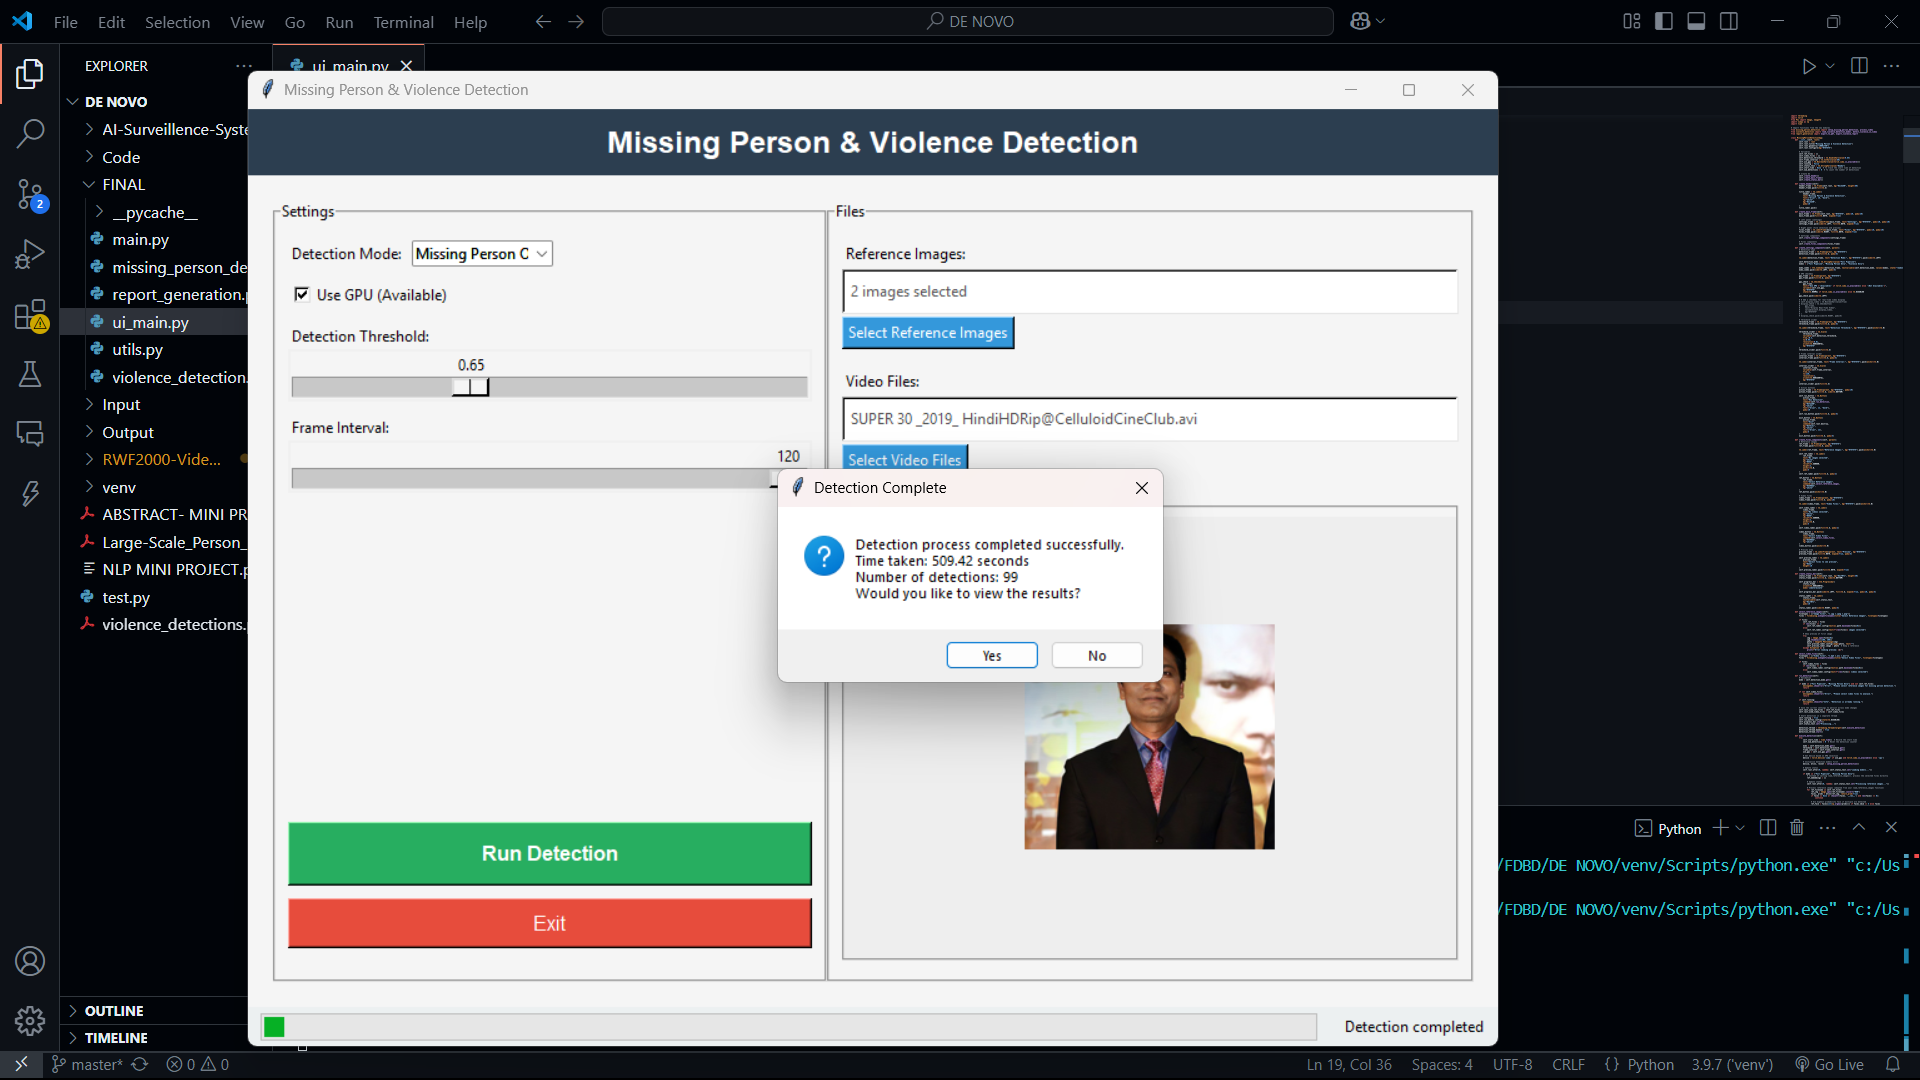 File Edit Selection View Go Run Terminal Help
DE NOVO
EXPLORER
ui_main.py
DE NOVO
AI-Surveillence-Syste
Code
FINAL
__pycache__
main.py
missing_person_de
report_generation.p
ui_main.py
utils.py
violence_detection.
Input
Output
RWF2000-Vide...
venv
ABSTRACT- MINI PR
Large-Scale_Person_
NLP MINI PROJECT.p
test.py
violence_detections.p
OUTLINE
TIMELINE
2
Missing Person & Violence Detection
Missing Person & Violence Detection
Settings
Detection Mode: Missing Person O
Use GPU (Available)
Detection Threshold:
0.65
Frame Interval:
120
Run Detection
Exit
Files
Reference Images:
2 images selected
Select Reference Images
Video Files:
SUPER 30 _2019_ HindiHDRip@CelluloidCineClub.avi
Select Video Files
Detection Complete
Detection process completed successfully.
Time taken: 509.42 seconds
Number of detections: 99
Would you like to view the results?
Yes No
Detection completed
Python
/FDBD/DE NOVO/venv/Scripts/python.exe" "c:/Us
/FDBD/DE NOVO/venv/Scripts/python.exe" "c:/Us
master* 0 0 Ln 19, Col 36 Spaces: 4 UTF-8 CRLF {} Python 3.9.7 ('venv') Go Live